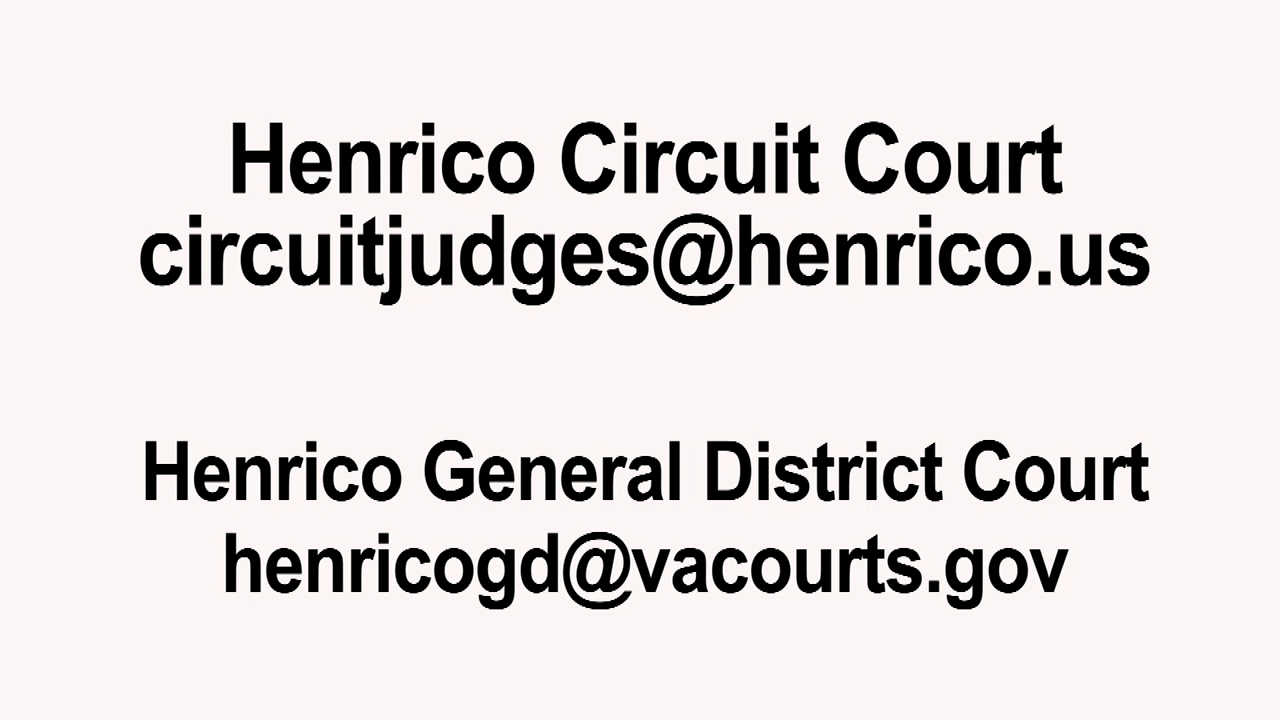 Henrico Circuit Court
circuitjudges@henrico.us
Henrico General District Court
henricogd@vacourts.gov